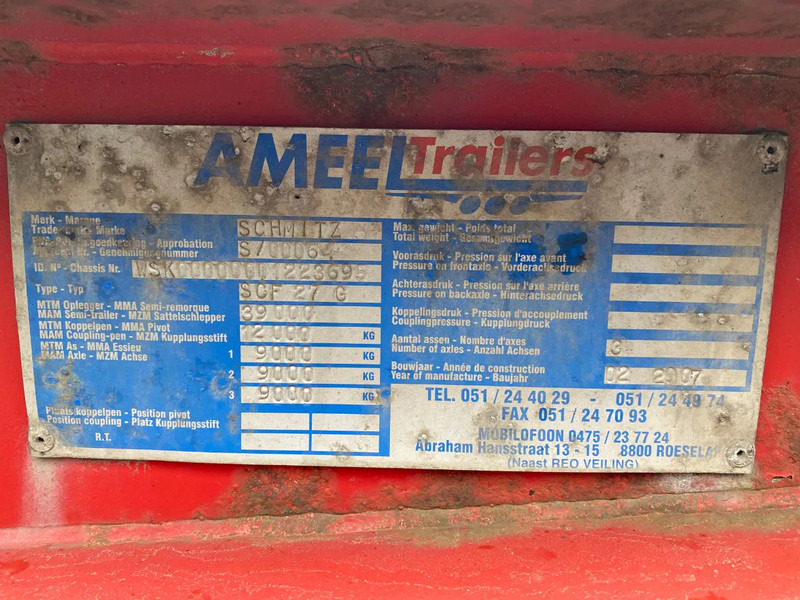 AMEEL Trailers
Merk - Marque
Trade Mark - Marke SCHMITZ
goedkeuring - Approbation
Genehmigungsnummer S/00064
ID. Nº - Chassis Nr. WSK00000001223695
Type - Typ SCF 27 G
MTM Oplegger - MMA Semi-remorque
MAM Semi-trailer - MZM Sattelschlepper 39000
MTM Koppelpen - MMA Pivot
MAM Coupling-pen - MZM Kupplungsstift 12000 KG
MTM As - MMA Essieu
MAM Axle - MZM Achse 1 9000 KG
2 9000 KG
3 9000 KG
Plaats koppelpen - Position pivot
Position coupling - Platz Kupplungsstift
R.T.
Max. gewicht - Poids total
Total weight - Gesamtgewicht
Voorasdruk - Pression sur l'axe avant
Pressure on frontaxle - Vorderachsedruck
Achterasdruk - Pression sur l'axe arrière
Pressure on backaxle - Hinterachsedruck
Koppelingsdruk - Pression d'accouplement
Couplingpressure - Kupplungdruck
Aantal assen - Nombre d'axes
Number of axles - Anzahl Achsen 3
Bouwjaar - Année de construction
Year of manufacture - Baujahr 02 2007
TEL. 051 / 24 40 29 - 051 / 24 49 74
FAX 051 / 24 70 93
MOBILOFOON 0475 / 23 77 24
Abraham Hansstraat 13 - 15 8800 ROESELA
(Naast REO VEILING)